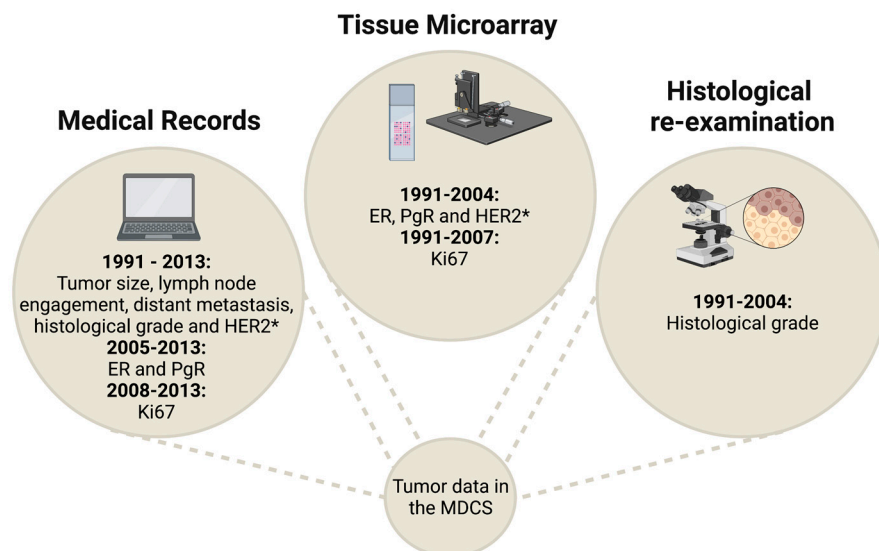 Tissue Microarray
1991-2004:
ER, PgR and HER2*
1991-2007:
Ki67
Medical Records
1991 - 2013:
Tumor size, lymph node
engagement, distant metastasis,
histological grade and HER2*
2005-2013:
ER and PgR
2008-2013:
Ki67
Histological
re-examination
1991-2004:
Histological grade
Tumor data in
the MDCS